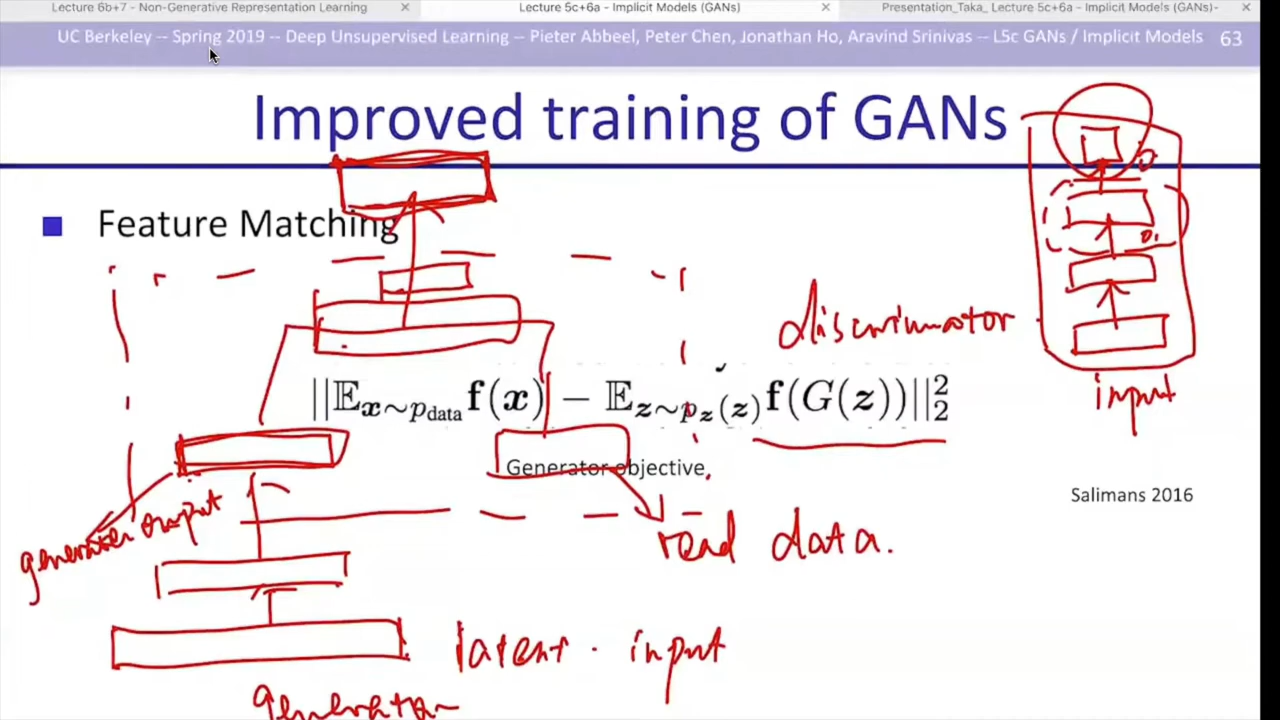 Lecture 6b+7 - Non-Generative Representation Learning × Lecture 5c+6a - Implicit Models (GANs) × Presentation_Taka_ Lecture 5c+6a - Implicit Models (GANs)- ×
UC Berkeley -- Spring 2019 -- Deep Unsupervised Learning -- Pieter Abbeel, Peter Chen, Jonathan Ho, Aravind Srinivas -- L5c GANs / Implicit Models 63
Improved training of GANs
Feature Matching
discriminator
||𝔼x∼pdata f(x) − 𝔼z∼pz(z) f(G(z))||²₂
input
Generator objective
Salimans 2016
generator output
read data.
latent input
generator